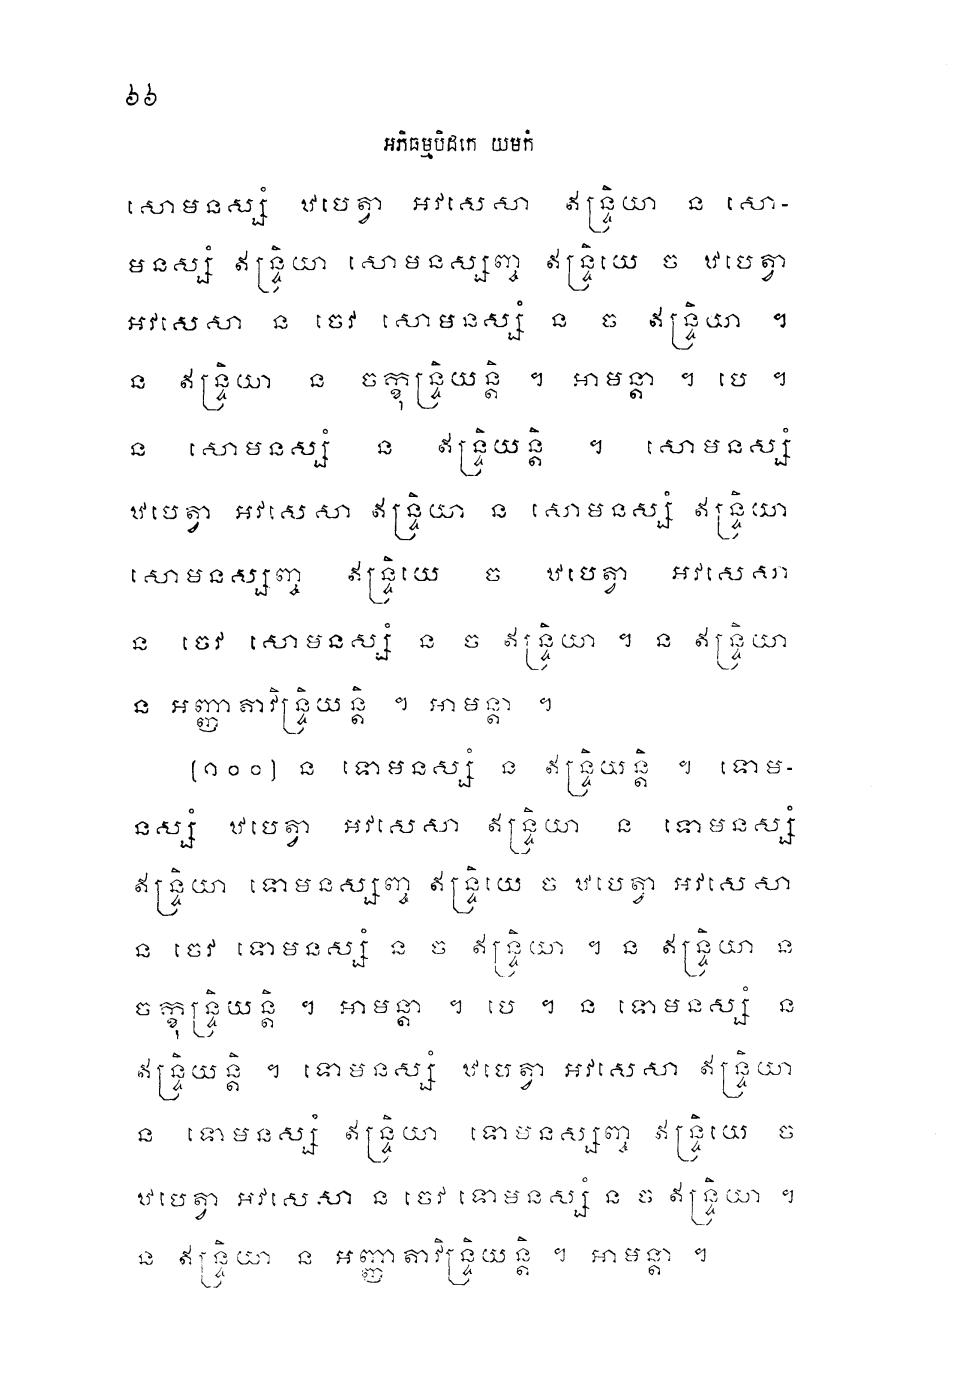 ៦៦
អភិធម្មបិដកេ យមកំ
សោមនស្សំ ឋបេត្វា អវសេសា ឥន្ទ្រិយា ន សោ-
មនស្សំ ឥន្ទ្រិយា សោមនស្សញ្ច ឥន្ទ្រិយេ ច ឋបេត្វា
អវសេសា ន ចេវ សោមនស្សំ ន ច ឥន្ទ្រិយា ។
ន ឥន្ទ្រិយា ន ចក្ខុន្ទ្រិយន្តិ ។ អាមន្តា ។ បេ ។
ន សោមនស្សំ ន ឥន្ទ្រិយន្តិ ។ សោមនស្សំ
ឋបេត្វា អវសេសា ឥន្ទ្រិយា ន សោមនស្សំ ឥន្ទ្រិយា
សោមនស្សញ្ច ឥន្ទ្រិយេ ច ឋបេត្វា អវសេសា
ន ចេវ សោមនស្សំ ន ច ឥន្ទ្រិយា ។ ន ឥន្ទ្រិយា
ន អញ្ញាតាវិន្ទ្រិយន្តិ ។ អាមន្តា ។
(១០០) ន ទោមនស្សំ ន ឥន្ទ្រិយន្តិ ។ ទោម-
នស្សំ ឋបេត្វា អវសេសា ឥន្ទ្រិយា ន ទោមនស្សំ
ឥន្ទ្រិយា ទោមនស្សញ្ច ឥន្ទ្រិយេ ច ឋបេត្វា អវសេសា
ន ចេវ ទោមនស្សំ ន ច ឥន្ទ្រិយា ។ ន ឥន្ទ្រិយា ន
ចក្ខុន្ទ្រិយន្តិ ។ អាមន្តា ។ បេ ។ ន ទោមនស្សំ ន
ឥន្ទ្រិយន្តិ ។ ទោមនស្សំ ឋបេត្វា អវសេសា ឥន្ទ្រិយា
ន ទោមនស្សំ ឥន្ទ្រិយា ទោមនស្សញ្ច ឥន្ទ្រិយេ ច
ឋបេត្វា អវសេសា ន ចេវ ទោមនស្សំ ន ច ឥន្ទ្រិយា ។
ន ឥន្ទ្រិយា ន អញ្ញាតាវិន្ទ្រិយន្តិ ។ អាមន្តា ។